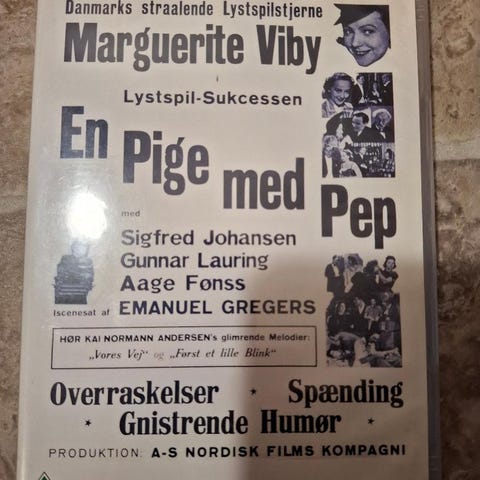 Danmarks straalende Lystspilstjerne
Marguerite Viby
i
Lystspil-Sukcessen
En Pige med Pep
med
Sigfred Johansen
Gunnar Lauring
Aage Fønss
Iscenesat af EMANUEL GREGERS
HØR KAI NORMANN ANDERSEN's glimrende Melodier:
„Vores Vej" og „Først et lille Blink"
Overraskelser * Spænding
* Gnistrende Humør *
PRODUKTION: A-S NORDISK FILMS KOMPAGNI